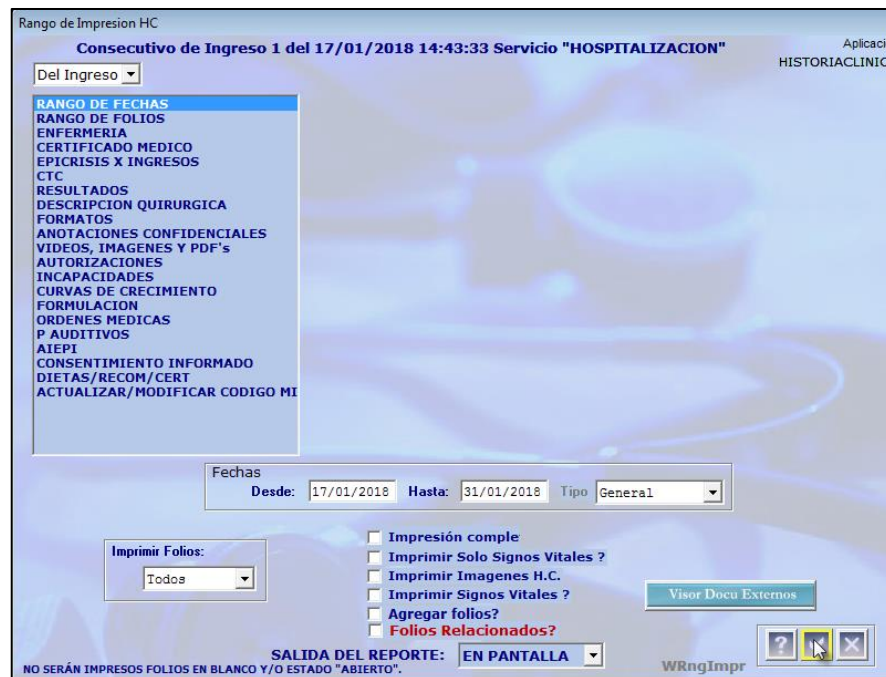 Rango de Impresion HC
Consecutivo de Ingreso 1 del 17/01/2018 14:43:33 Servicio "HOSPITALIZACION"
Aplicaci
HISTORIACLINIC
Del Ingreso
RANGO DE FECHAS
RANGO DE FOLIOS
ENFERMERIA
CERTIFICADO MEDICO
EPICRISIS X INGRESOS
CTC
RESULTADOS
DESCRIPCION QUIRURGICA
FORMATOS
ANOTACIONES CONFIDENCIALES
VIDEOS, IMAGENES Y PDF's
AUTORIZACIONES
INCAPACIDADES
CURVAS DE CRECIMIENTO
FORMULACION
ORDENES MEDICAS
P AUDITIVOS
AIEPI
CONSENTIMIENTO INFORMADO
DIETAS/RECOM/CERT
ACTUALIZAR/MODIFICAR CODIGO MI
Fechas
Desde: 17/01/2018 Hasta: 31/01/2018 Tipo General
Imprimir Folios:
Todos
Impresión comple
Imprimir Solo Signos Vitales ?
Imprimir Imagenes H.C.
Imprimir Signos Vitales ?
Agregar folios?
Folios Relacionados?
Visor Docu Externos
SALIDA DEL REPORTE: EN PANTALLA
NO SERÁN IMPRESOS FOLIOS EN BLANCO Y/O ESTADO "ABIERTO".
WRngImpr
?